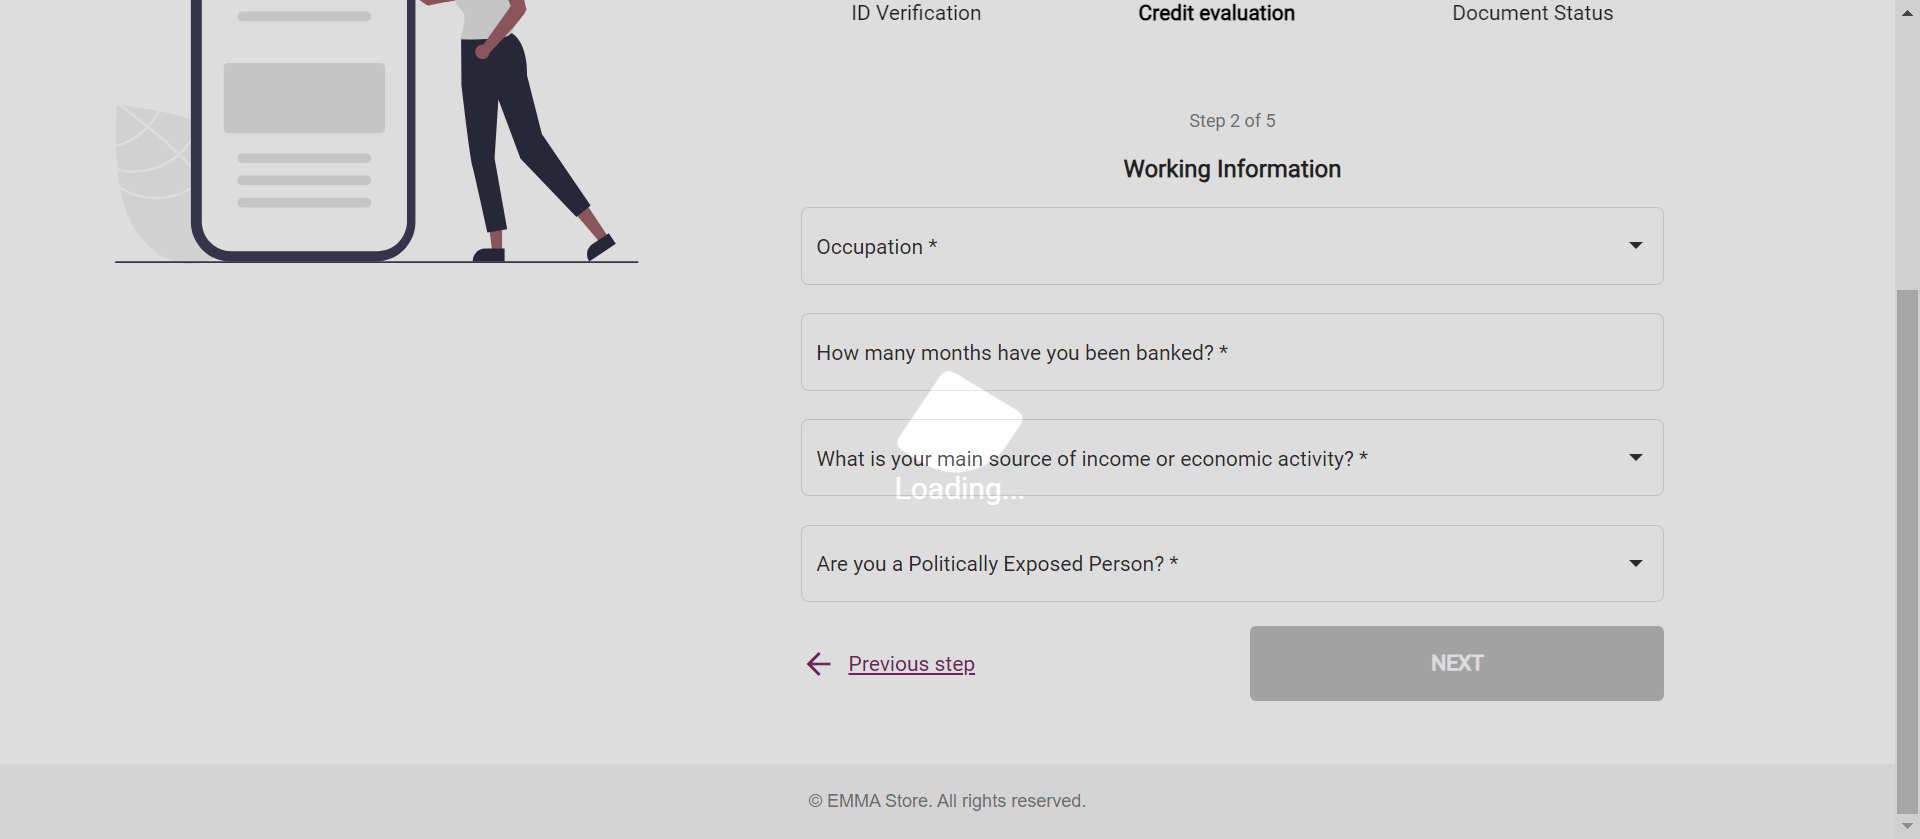 ID Verification
Credit evaluation
Document Status
Step 2 of 5
Working Information
Occupation *
How many months have you been banked? *
What is your main source of income or economic activity? *
Loading...
Are you a Politically Exposed Person? *
Previous step
NEXT
© EMMA Store. All rights reserved.